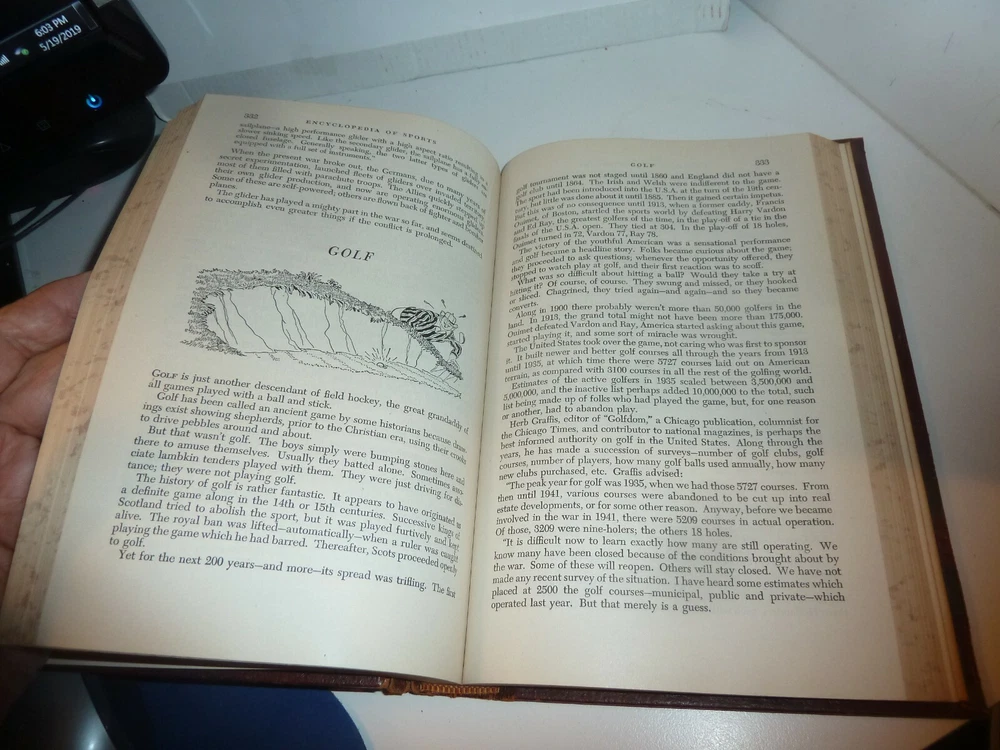 6:03 PM
5/19/2019
332
ENCYCLOPEDIA OF SPORTS
sailplane—a high performance glider with a high aspect ratio resulting in a
slowly sinking speed. Like the secondary glider, the sailplane has a fully
closed fuselage. Generally speaking, the two latter types of gliders
equipped with a full set of instruments."
When the present war broke out, the Germans, due to many years of
secret experimentation, launched fleets of gliders over invaded
most of them filled with parachute troops. The Allies quickly stepped
their own glider production, and now are operating enormous gliders.
Some of these are self-powered; others are flown back of fighter and
planes.
The glider has played a mighty part in the war so far, and seems destined
to accomplish even greater things if the conflict is prolonged.
GOLF
GOLF is just another descendant of field hockey, the great grandaddy of
all games played with a ball and stick.
Golf has been called an ancient game by some historians because draw-
ings exist showing shepherds, prior to the Christian era, using their crooks
to drive pebbles around and about.
But that wasn't golf. The boys simply were bumping stones here and
there to amuse themselves. Usually they batted alone. Sometimes asso-
ciate lambkin tenders played with them. They were just driving for dis-
tance; they were not playing golf.
The history of golf is rather fantastic. It appears to have originated in
a definite game along in the 14th or 15th centuries. Successive kings of
Scotland tried to abolish the sport, but it was played furtively and kept
alive. The royal ban was lifted—automatically—when a ruler was caught
playing the game which he had barred. Thereafter, Scots proceeded openly
to golf.
Yet for the next 200 years—and more—its spread was trifling. The first
GOLF
333
golf tournament was not staged until 1860 and England did not have a
golf club until 1864. The Irish and Welsh were indifferent to the game.
The sport had been introduced into the U.S.A. at the turn of the 19th cen-
tury, but little was done about it until 1885. Then it gained certain impetus.
But this was of no consequence until 1913, when a former caddy, Francis
Ouimet, of Boston, startled the sports world by defeating Harry Vardon
and Ed Ray, the greatest golfers of the time, in the play-off of a tie in the
finals of the U.S.A. open. They tied at 304. In the play-off of 18 holes,
Ouimet turned in 72, Vardon 77, Ray 78.
The victory of the youthful American was a sensational performance
and golf became a headline story. Folks became curious about the game;
they proceeded to ask questions; whenever the opportunity offered, they
stopped to watch play at golf, and their first reaction was to scoff.
What was so difficult about hitting a ball? Would they take a try at
hitting it? Of course, of course: They swung and missed, or they hooked
or sliced. Chagrined, they tried again—and again—and so they became
converts.
Along in 1900 there probably weren't more than 50,000 golfers in the
land. In 1913, the grand total might not have been more than 175,000.
Ouimet defeated Vardon and Ray, America started asking about this game,
started playing it, and some sort of miracle was wrought.
The United States took over the game, not caring who was first to sponsor
it. It built newer and better golf courses all through the years from 1913
until 1935, at which time there were 5727 courses laid out on American
terrain, as compared with 3100 courses in all the rest of the golfing world.
Estimates of the active golfers in 1935 scaled between 3,500,000 and
5,000,000, and the inactive list perhaps added 10,000,000 to the total, such
list being made up of folks who had played the game, but, for one reason
or another, had to abandon play.
Herb Graffis, editor of "Golfdom," a Chicago publication, columnist for
the Chicago Times, and contributor to national magazines, is perhaps the
best informed authority on golf in the United States. Along through the
years, he has made a succession of surveys—number of golf clubs, golf
courses, number of players, how many golf balls used annually, how many
new clubs purchased, etc. Graffis advised:
"The peak year for golf was 1935, when we had those 5727 courses. From
then until 1941, various courses were abandoned to be cut up into real
estate developments, or for some other reason. Anyway, before we became
involved in the war in 1941, there were 5209 courses in actual operation.
Of those, 3209 were nine-holers; the others 18 holes.
"It is difficult now to learn exactly how many are still operating. We
know many have been closed because of the conditions brought about by
the war. Some of these will reopen. Others will stay closed. We have not
made any recent survey of the situation. I have heard some estimates which
placed at 2500 the golf courses—municipal, public and private—which
operated last year. But that merely is a guess.